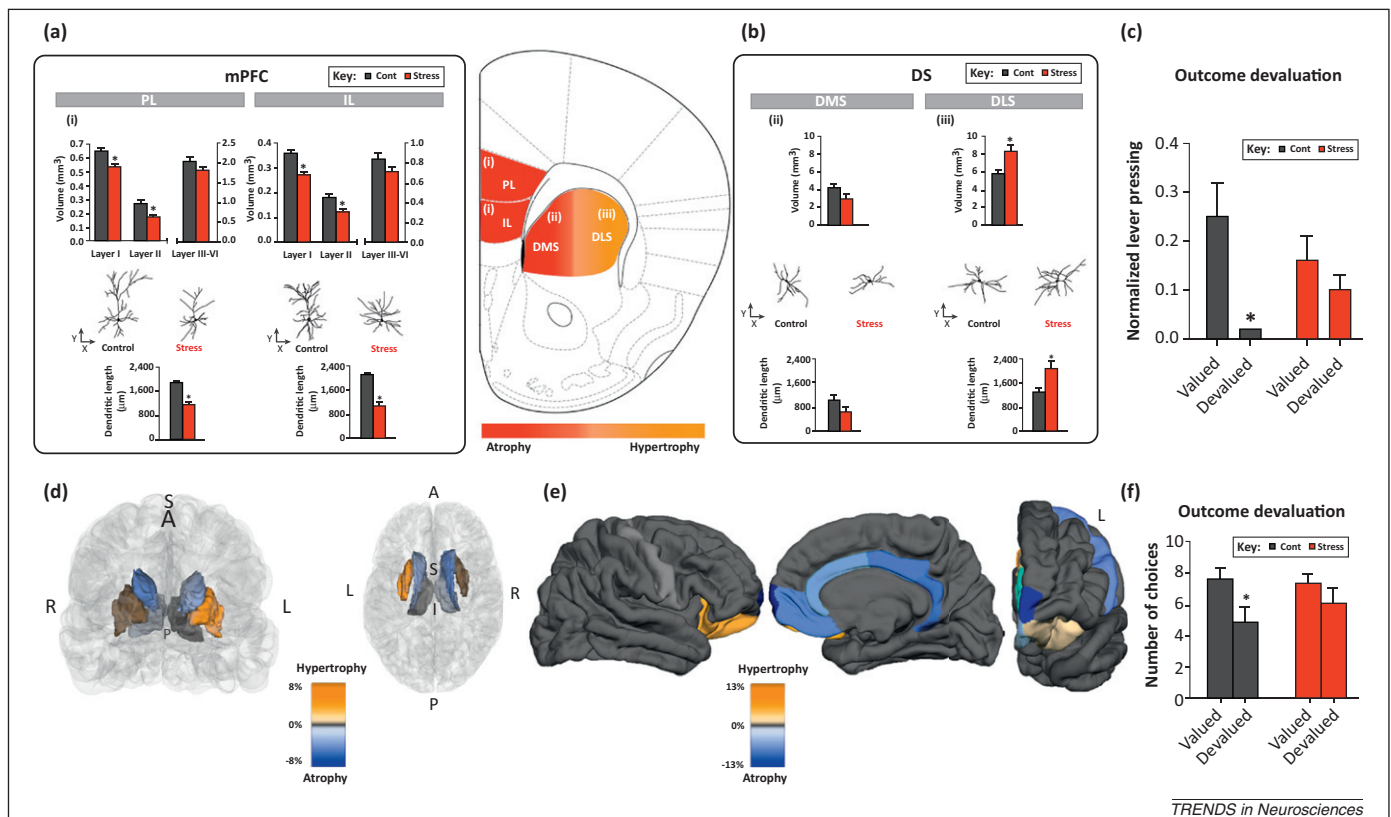 (a)
mPFC
Key: Cont Stress
PL IL
(i)
Volume (mm³)
0.7
0.6
0.5
0.4
0.3
0.2
0.1
0.0
2.5
2.0
1.5
1.0
0.5
0.0
* *
Layer I Layer II Layer III-VI
Volume (mm³)
0.4
0.3
0.2
0.1
0.0
1.0
0.8
0.6
0.4
0.2
0.0
* *
Layer I Layer II Layer III-VI
Y
X
Control Stress
Y
X
Control Stress
Dendritic length
(μm)
2,400
1,600
800
0
*
Dendritic length
(μm)
2,400
1,600
800
0
*
(i)
PL
(i)
IL
(ii)
DMS
(iii)
DLS
Atrophy Hypertrophy
(b)
DS
Key: Cont Stress
DMS DLS
(ii)
Volume (mm³)
10
8
6
4
2
0
(iii)
Volume (mm³)
10
8
6
4
2
0
*
Y
X
Control Stress
Y
X
Control Stress
Dendritic length
(μm)
2,400
1,600
800
0
Dendritic length
(μm)
2,400
1,600
800
0
*
(c)
Outcome devaluation
Key: Cont Stress
Normalized lever pressing
0.4
0.3
0.2
0.1
0.0
*
Valued Devalued Valued Devalued
(d)
S
A
R L
P
A
S
L R
I
P
Hypertrophy
8%
0%
-8%
Atrophy
(e)
L
Hypertrophy
13%
0%
-13%
Atrophy
(f)
Outcome devaluation
Key: Cont Stress
Number of choices
10
8
6
4
2
0
*
Valued Devalued Valued Devalued
TRENDS in Neurosciences